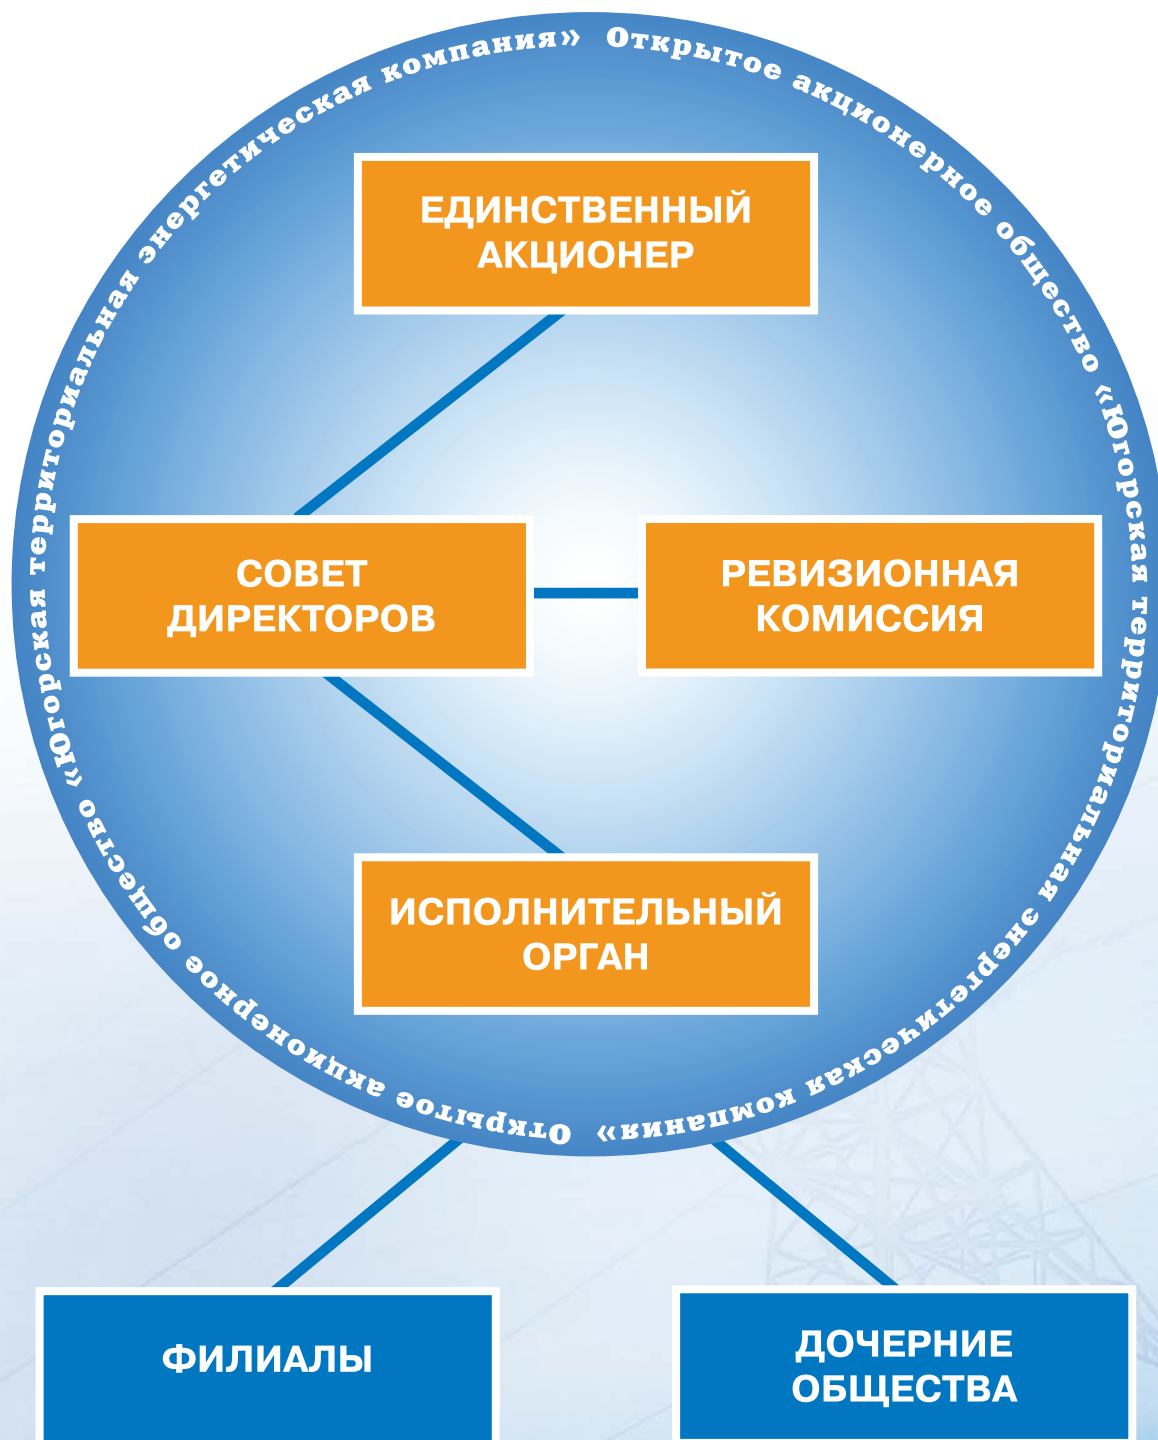 Открытое акционерное общество «Югорская территориальная энергетическая компания»
Открытое акционерное общество «Югорская территориальная энергетическая компания»
ЕДИНСТВЕННЫЙ
АКЦИОНЕР
СОВЕТ
ДИРЕКТОРОВ
РЕВИЗИОННАЯ
КОМИССИЯ
ИСПОЛНИТЕЛЬНЫЙ
ОРГАН
ФИЛИАЛЫ
ДОЧЕРНИЕ
ОБЩЕСТВА